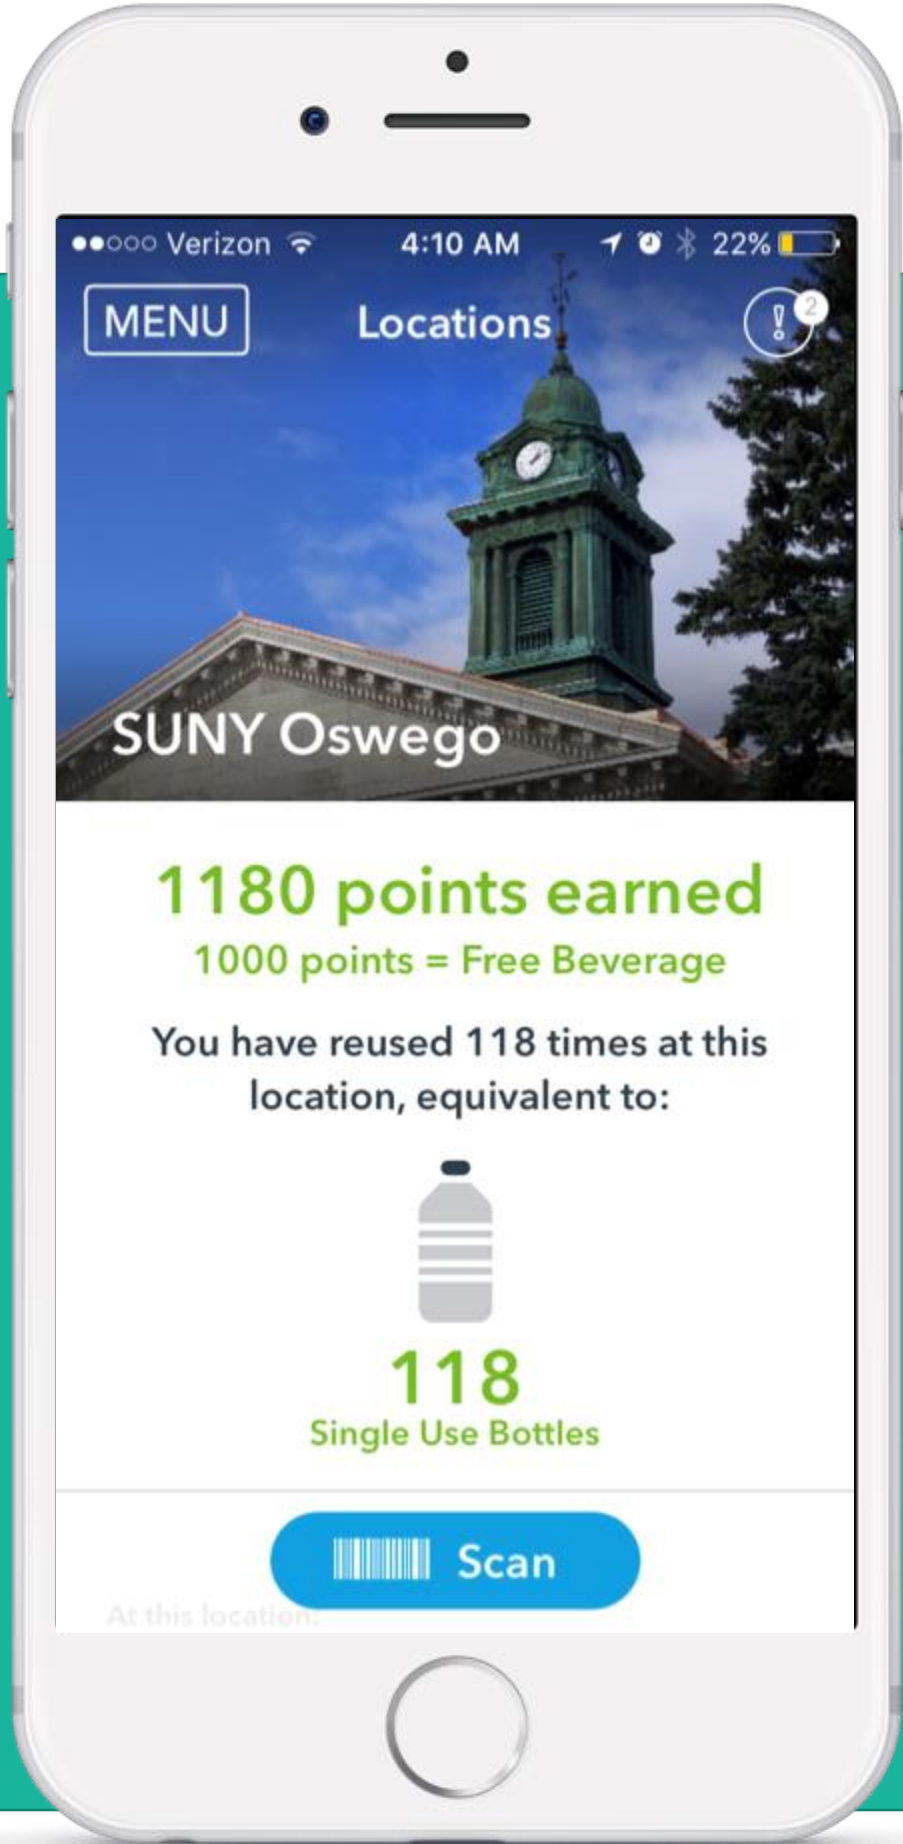 Verizon 4:10 AM 22%
MENU Locations ! 2
SUNY Oswego
1180 points earned
1000 points = Free Beverage
You have reused 118 times at this
location, equivalent to:
118
Single Use Bottles
Scan
At this location: